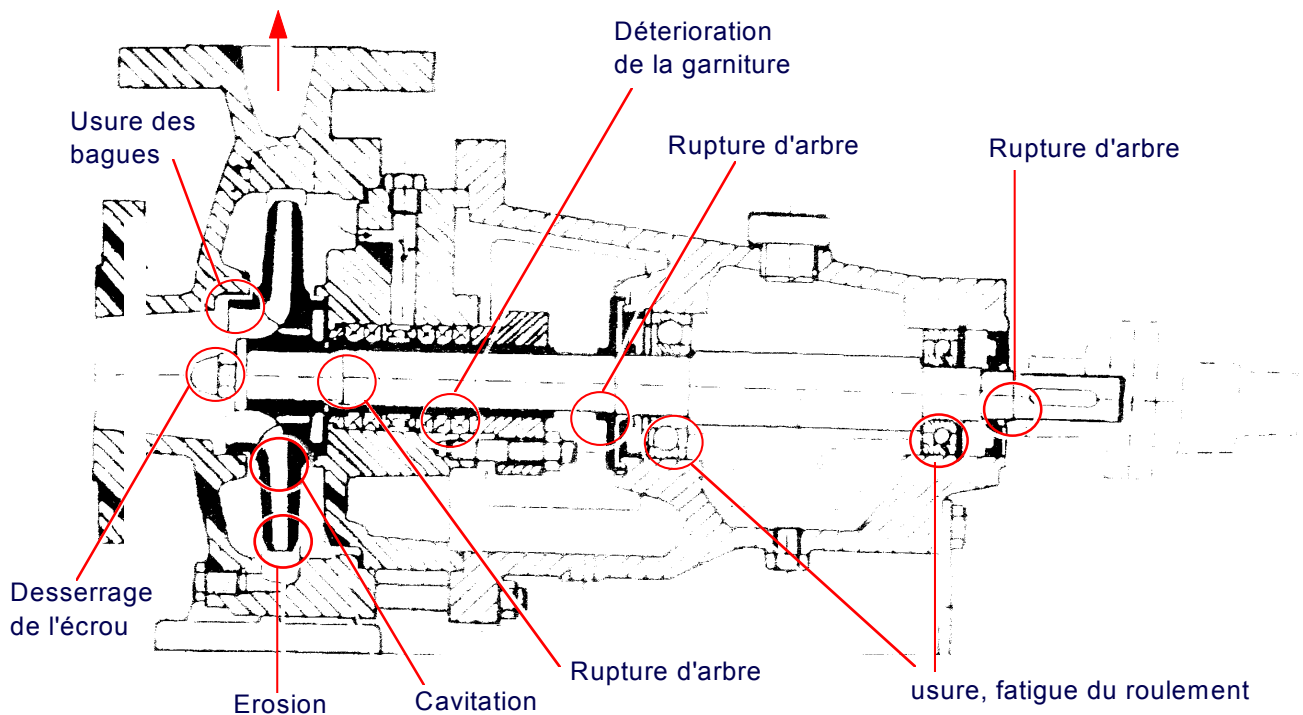 Déterioration
de la garniture
Usure des
bagues
Rupture d'arbre
Rupture d'arbre
Desserrage
de l'écrou
Erosion
Cavitation
Rupture d'arbre
usure, fatigue du roulement